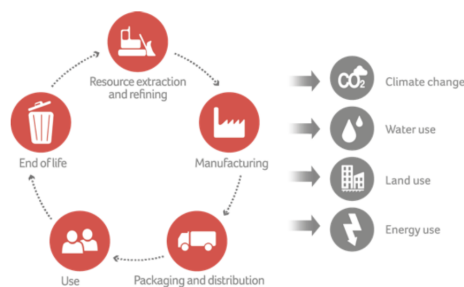 Resource extraction
and refining
Manufacturing
Packaging and distribution
Use
End of life
CO2
Climate change
Water use
Land use
Energy use